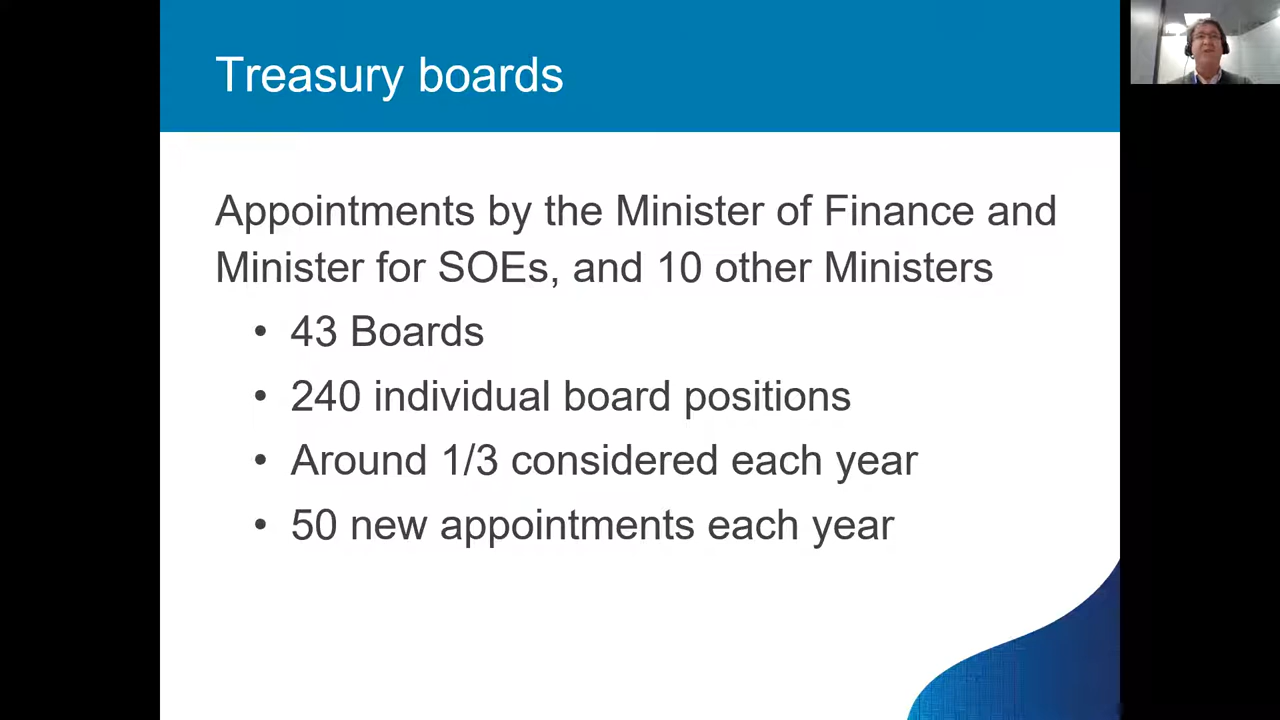 Treasury boards
Appointments by the Minister of Finance and
Minister for SOEs, and 10 other Ministers
• 43 Boards
• 240 individual board positions
• Around 1/3 considered each year
• 50 new appointments each year